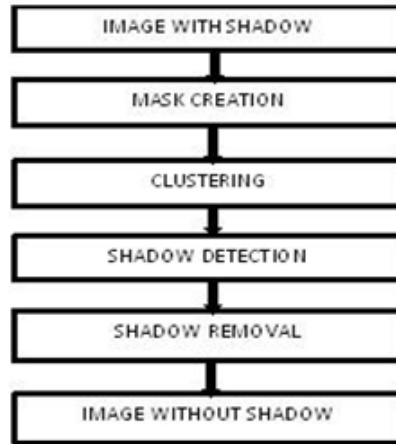 IMAGE WITH SHADOW
MASK CREATION
CLUSTERING
SHADOW DETECTION
SHADOW REMOVAL
IMAGE WITHOUT SHADOW